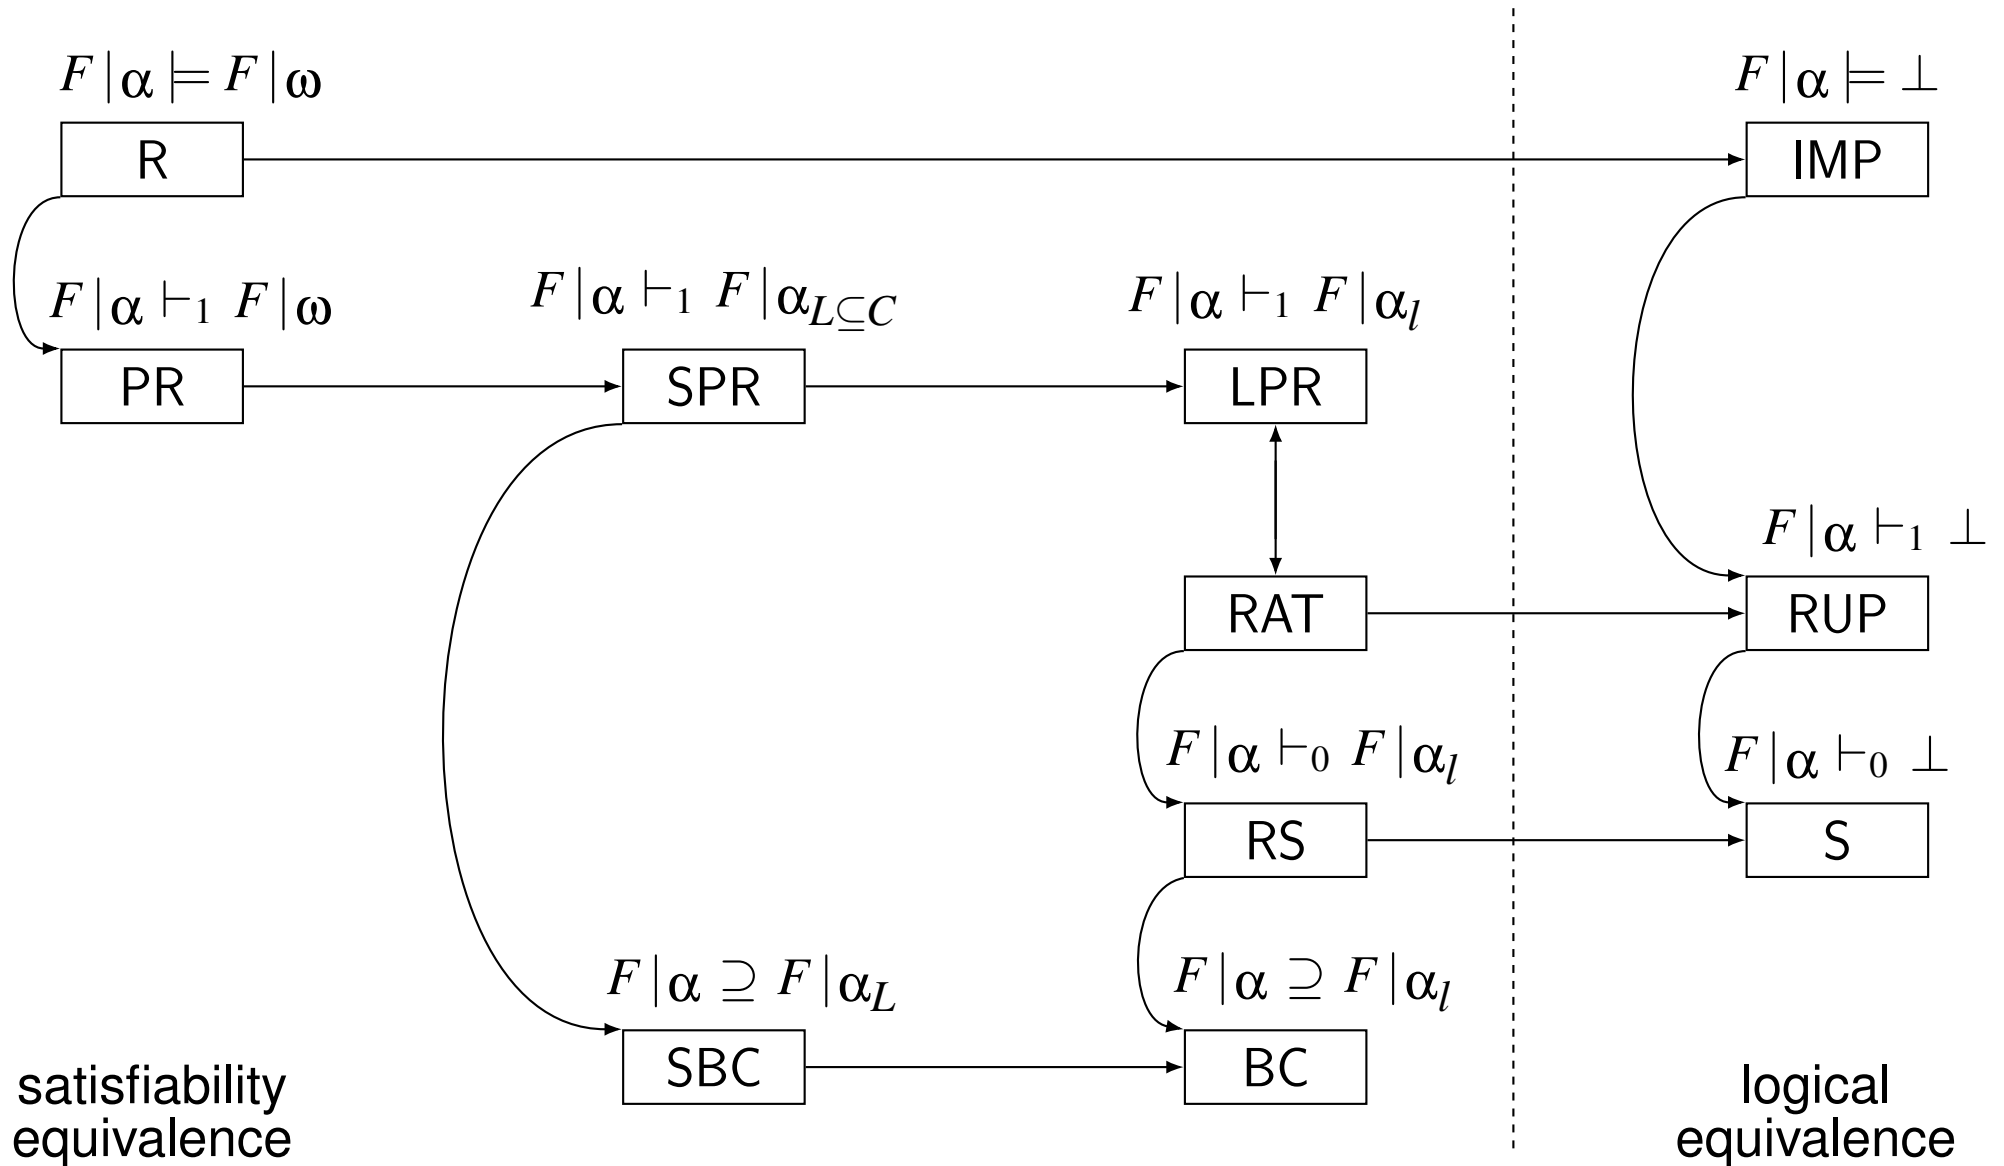 F|α ⊨ F|ω
F|α ⊨ ⊥
R
IMP
F|α ⊢₁ F|ω
F|α ⊢₁ F|α_{L⊆C}
F|α ⊢₁ F|α_l
PR
SPR
LPR
F|α ⊢₁ ⊥
RAT
RUP
F|α ⊢₀ F|α_l
F|α ⊢₀ ⊥
RS
S
F|α ⊇ F|α_L
F|α ⊇ F|α_l
SBC
BC
satisfiability
equivalence
logical
equivalence